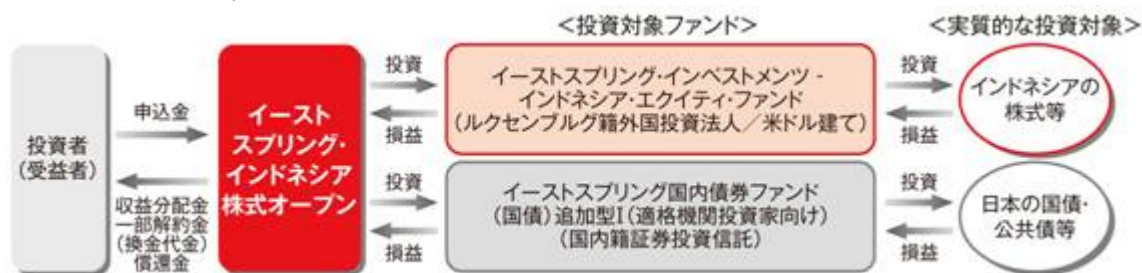 <投資対象ファンド>
<実質的な投資対象>
投資者
(受益者)
申込金
収益分配金
一部解約金
(換金代金)
償還金
イースト
スプリング・
インドネシア
株式オープン
投資
損益
イーストスプリング・インベストメンツ -
インドネシア・エクイティ・ファンド
(ルクセンブルグ籍外国投資法人/米ドル建て)
投資
損益
インドネシアの
株式等
投資
損益
イーストスプリング国内債券ファンド
(国債)追加型I(適格機関投資家向け)
(国内籍証券投資信託)
投資
損益
日本の国債・
公共債等